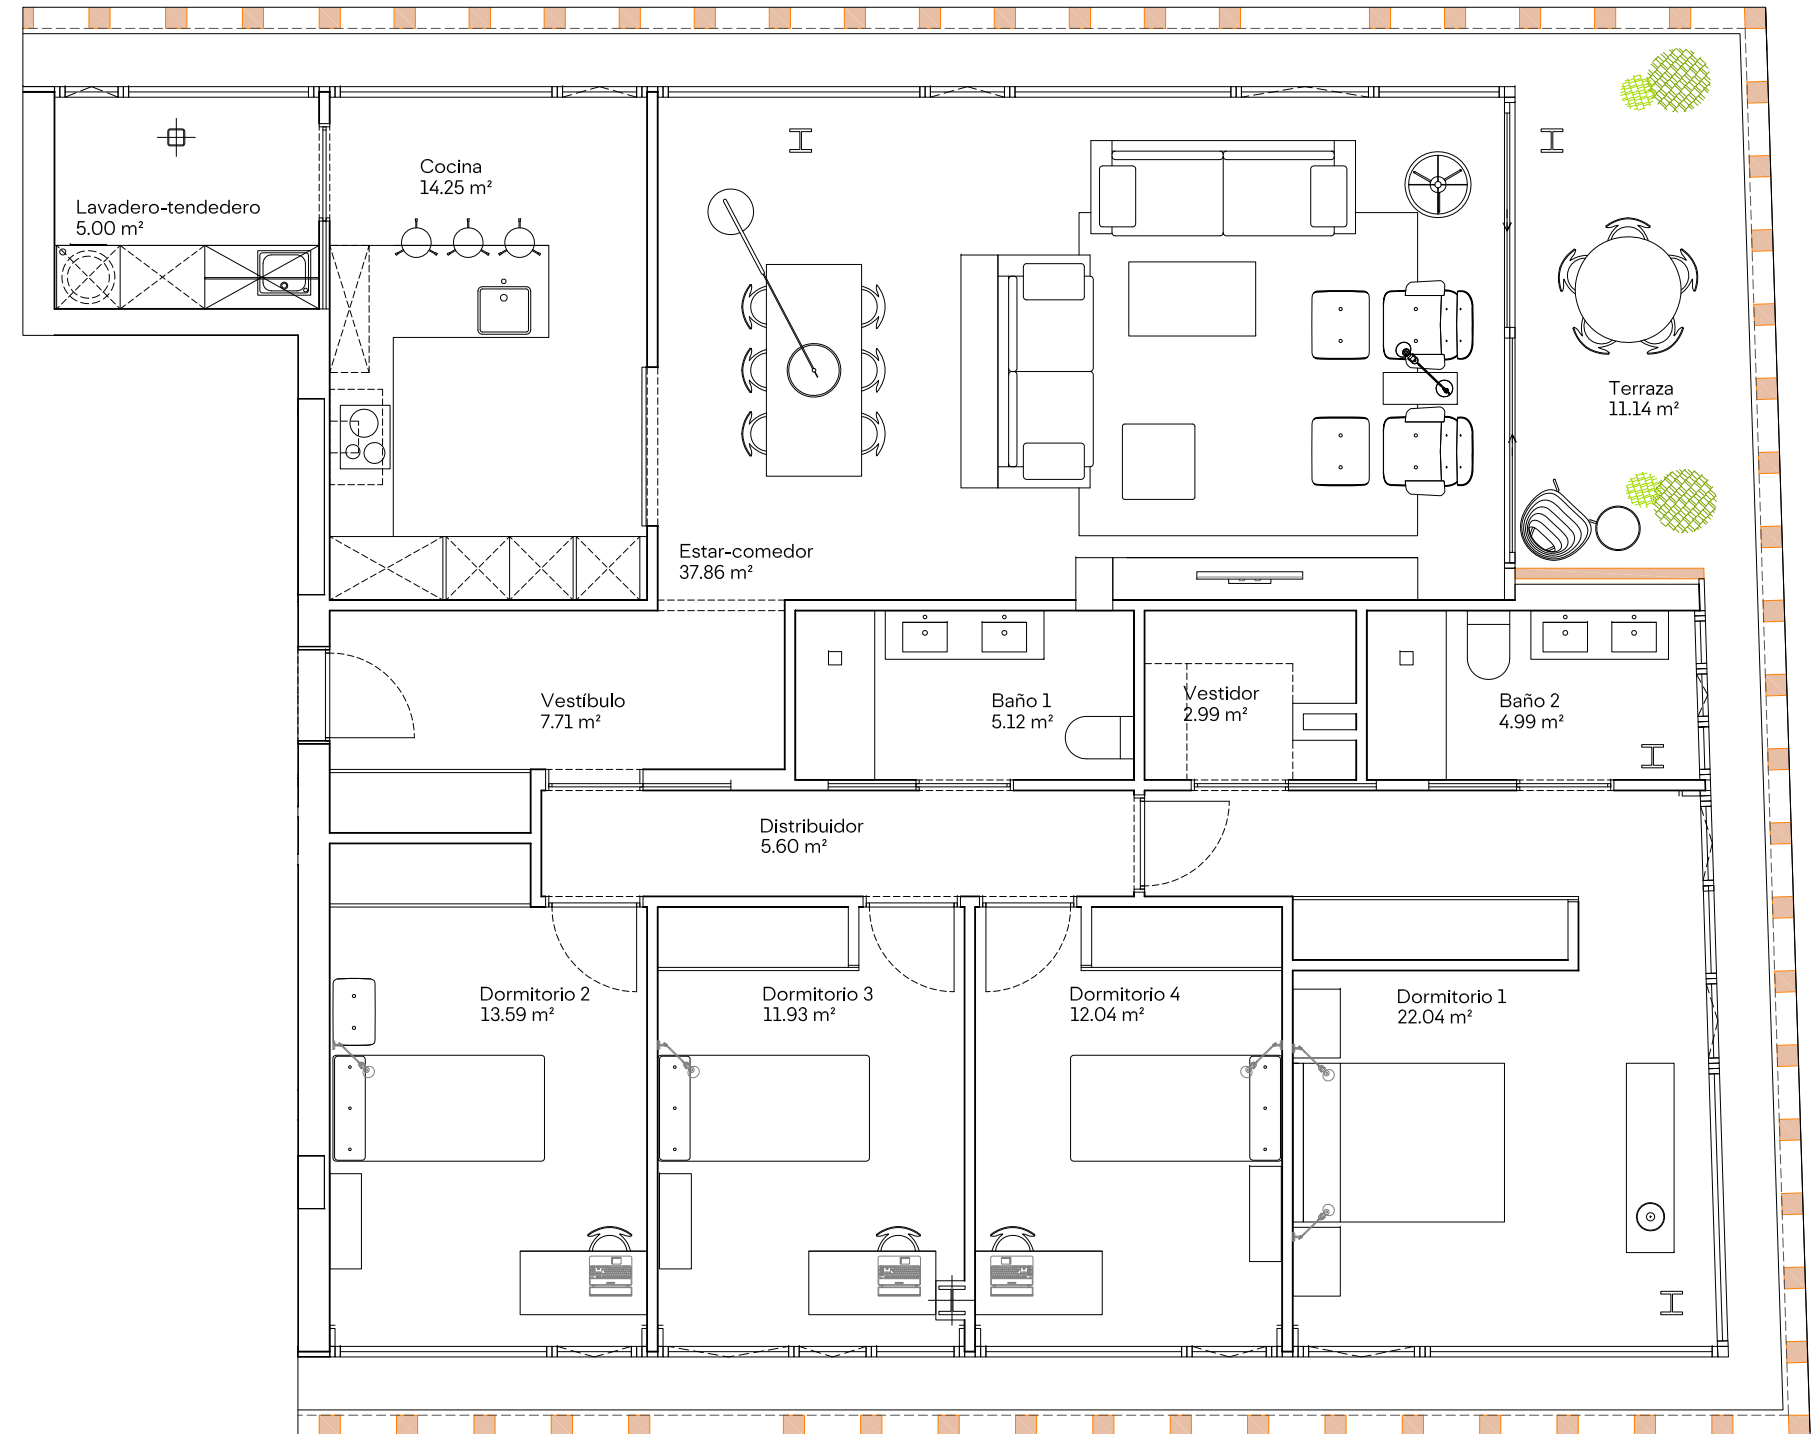 Cocina
14.25 m²
Lavadero-tendedero
5.00 m²
Terraza
11.14 m²
Estar-comedor
37.86 m²
Vestíbulo
7.71 m²
Baño 1
5.12 m²
Vestidor
2.99 m²
Baño 2
4.99 m²
Distribuidor
5.60 m²
Dormitorio 2
13.59 m²
Dormitorio 3
11.93 m²
Dormitorio 4
12.04 m²
Dormitorio 1
22.04 m²